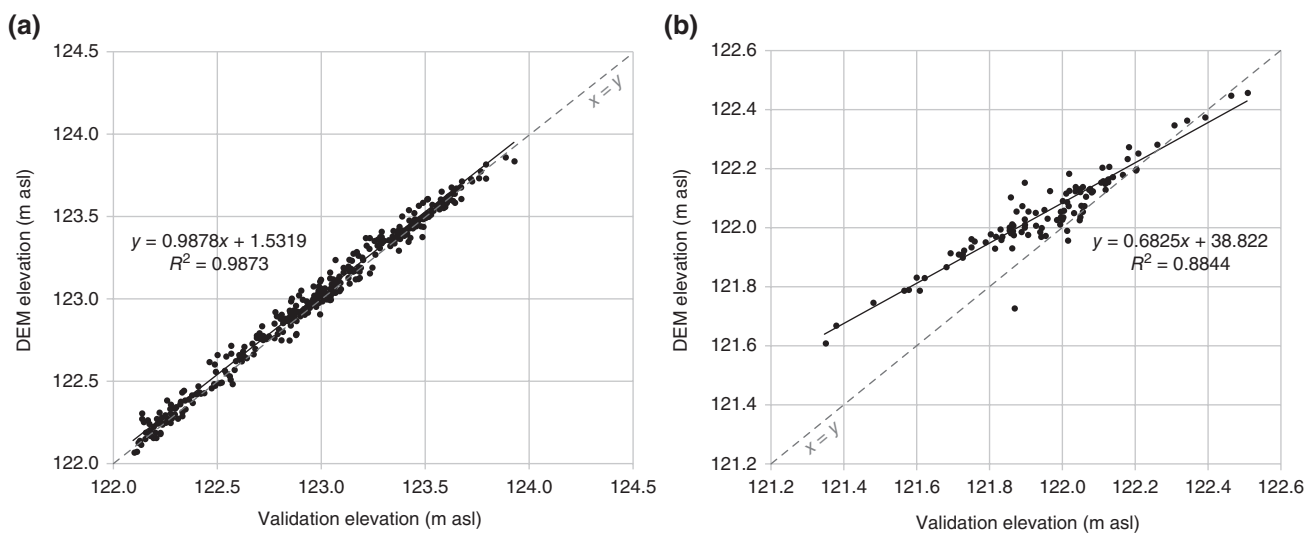 (a)
124.5
124.0
123.5
123.0
122.5
122.0
DEM elevation (m asl)
x = y
y = 0.9878x + 1.5319
R² = 0.9873
122.0 122.5 123.0 123.5 124.0 124.5
Validation elevation (m asl)
(b)
122.6
122.4
122.2
122.0
121.8
121.6
121.4
121.2
DEM elevation (m asl)
y = 0.6825x + 38.822
R² = 0.8844
x = y
121.2 121.4 121.6 121.8 122.0 122.2 122.4 122.6
Validation elevation (m asl)